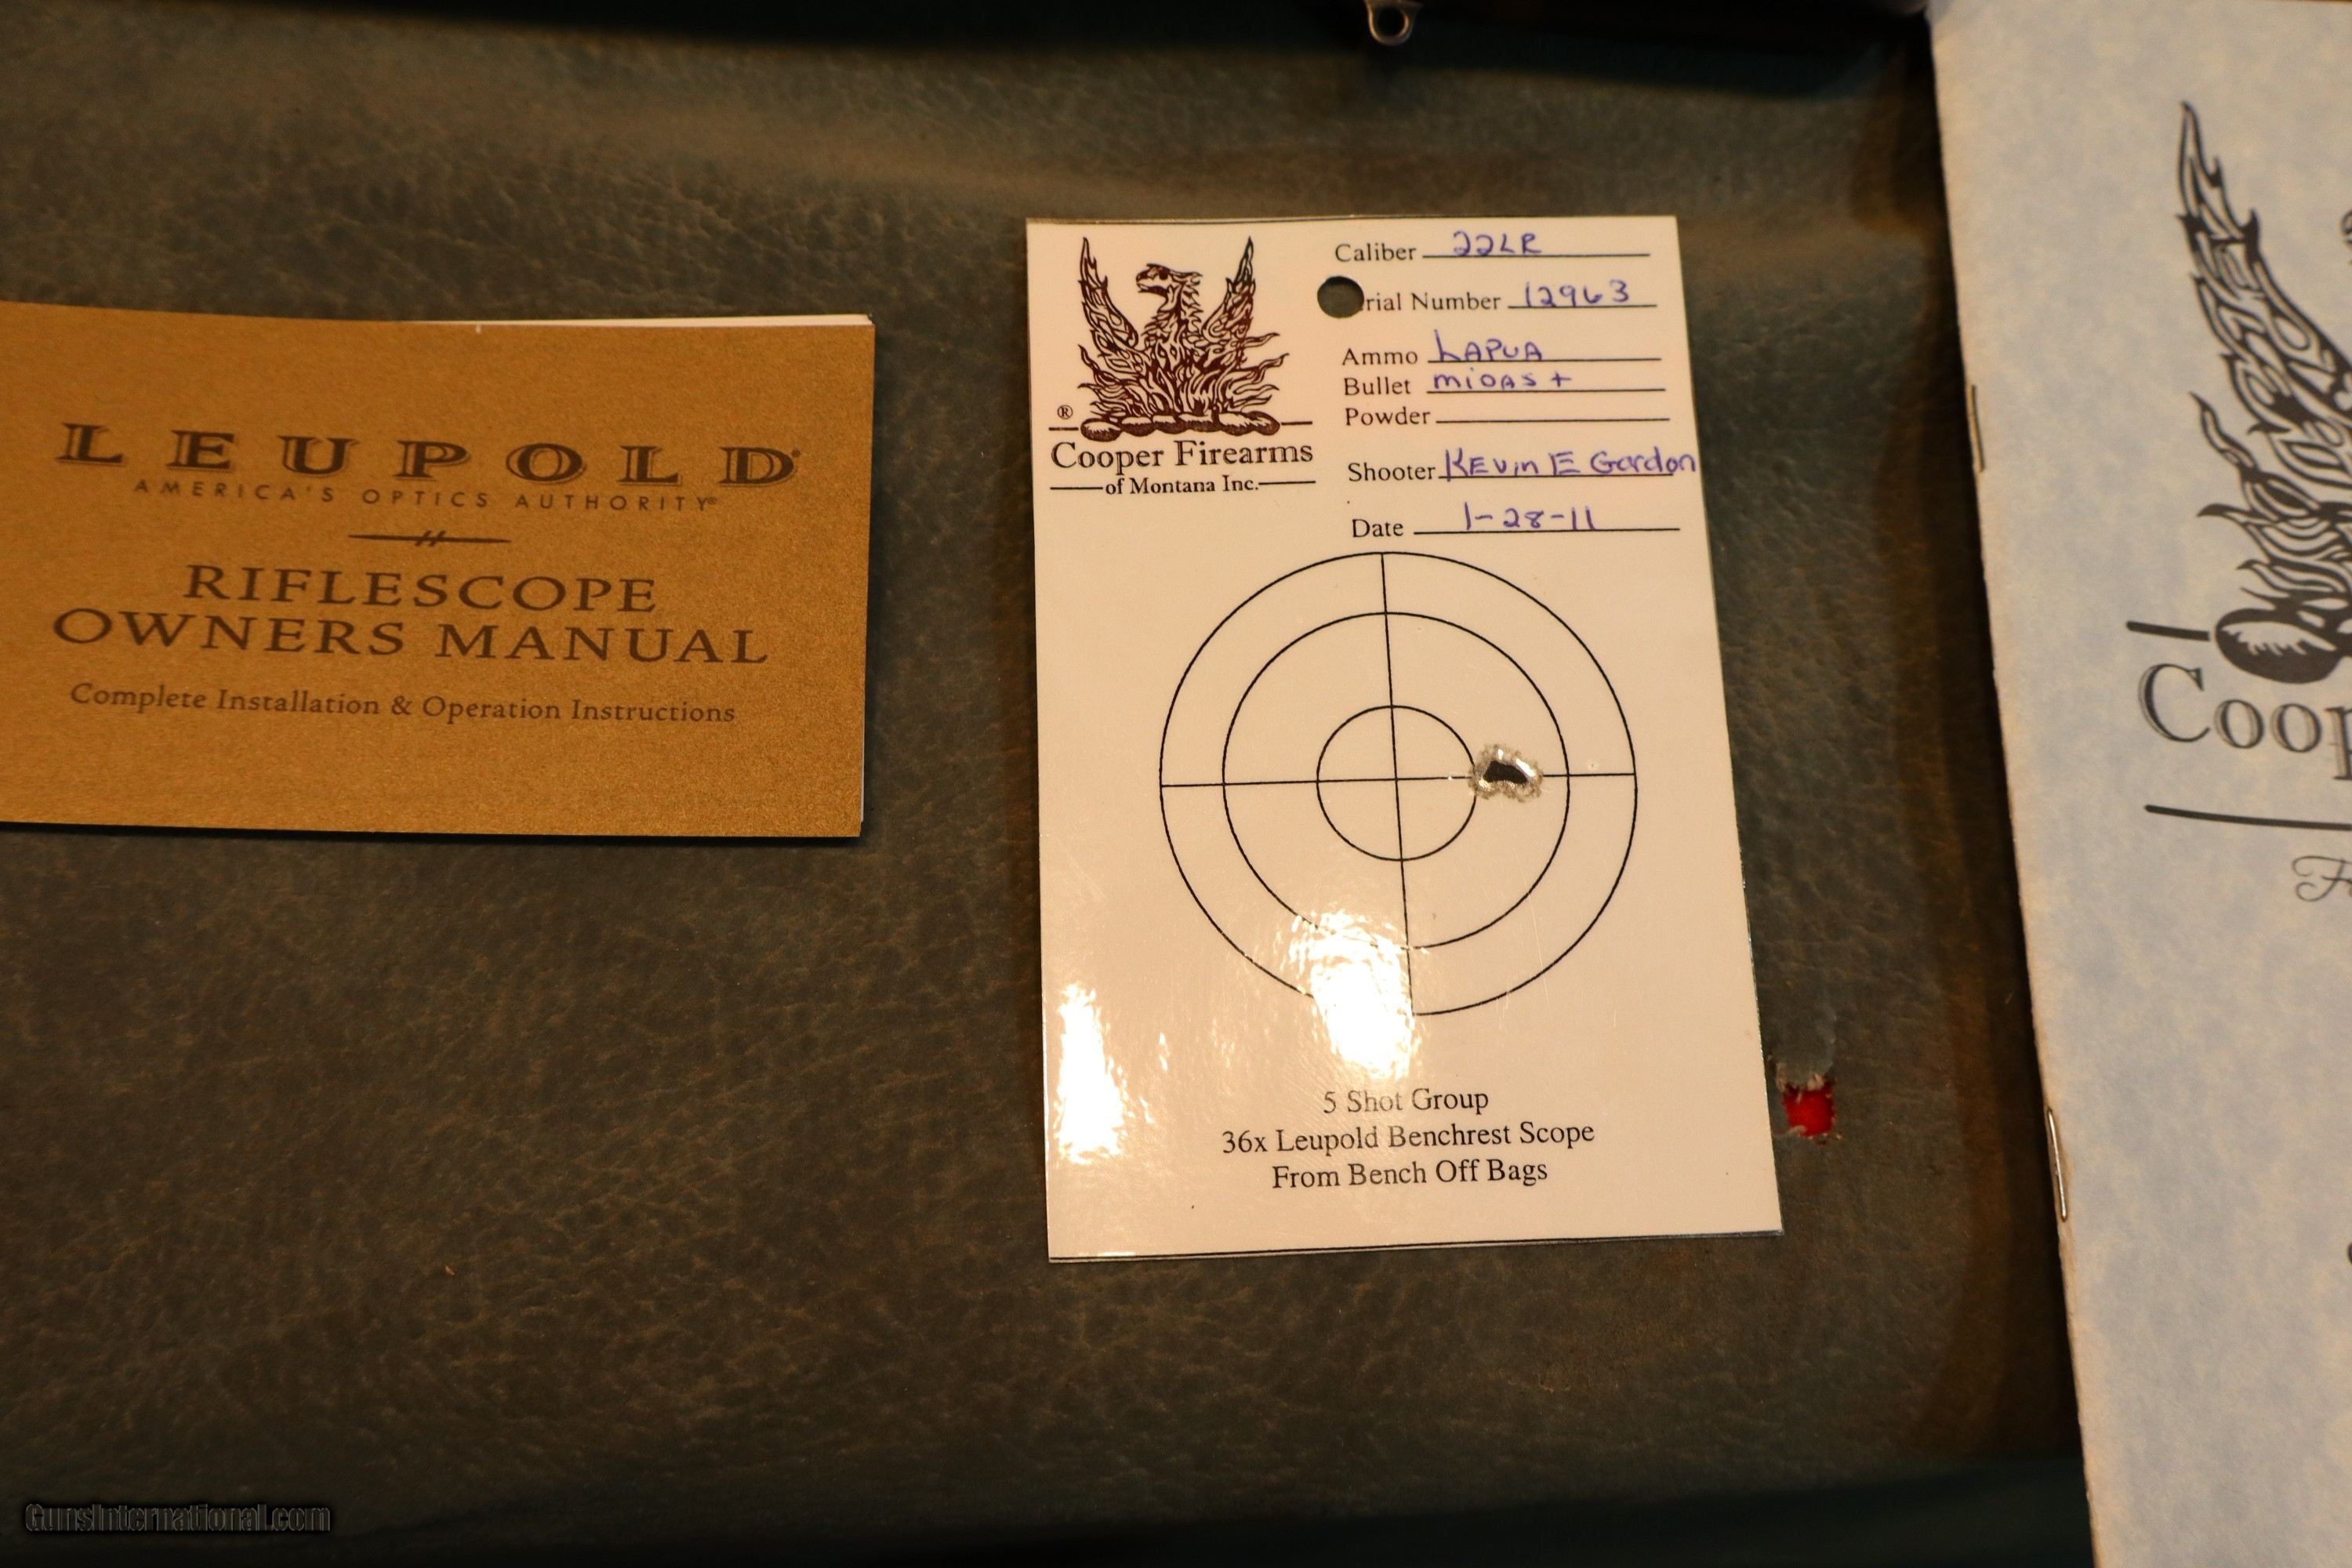 LEUPOLD
AMERICA'S OPTICS AUTHORITY®
RIFLESCOPE
OWNERS MANUAL
Complete Installation & Operation Instructions
®
Cooper Firearms
of Montana Inc.
Caliber 22LR
rial Number 12963
Ammo LAPUA
Bullet MIDAS +
Powder
Shooter KEvin E Gordon
Date 1-28-11
5 Shot Group
36x Leupold Benchrest Scope
From Bench Off Bags
Coop
GunsInternational.com